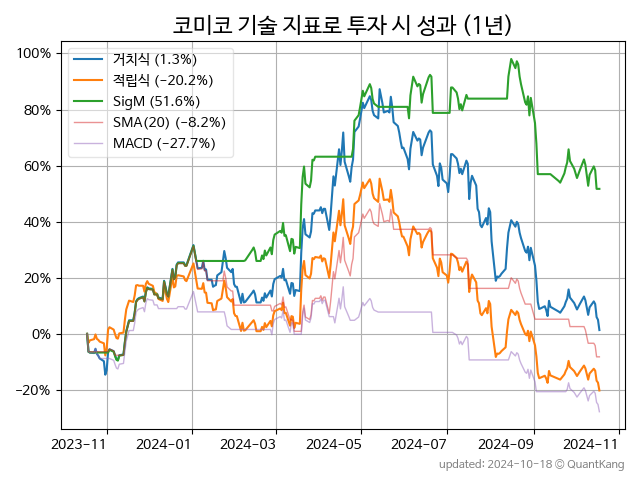 코미코 기술 지표로 투자 시 성과 (1년)
100%
80%
60%
40%
20%
0%
−20%
거치식 (1.3%)
적립식 (−20.2%)
SigM (51.6%)
SMA(20) (−8.2%)
MACD (−27.7%)
2023−11
2024−01
2024−03
2024−05
2024−07
2024−09
2024−11
updated: 2024-10-18 © QuantKang